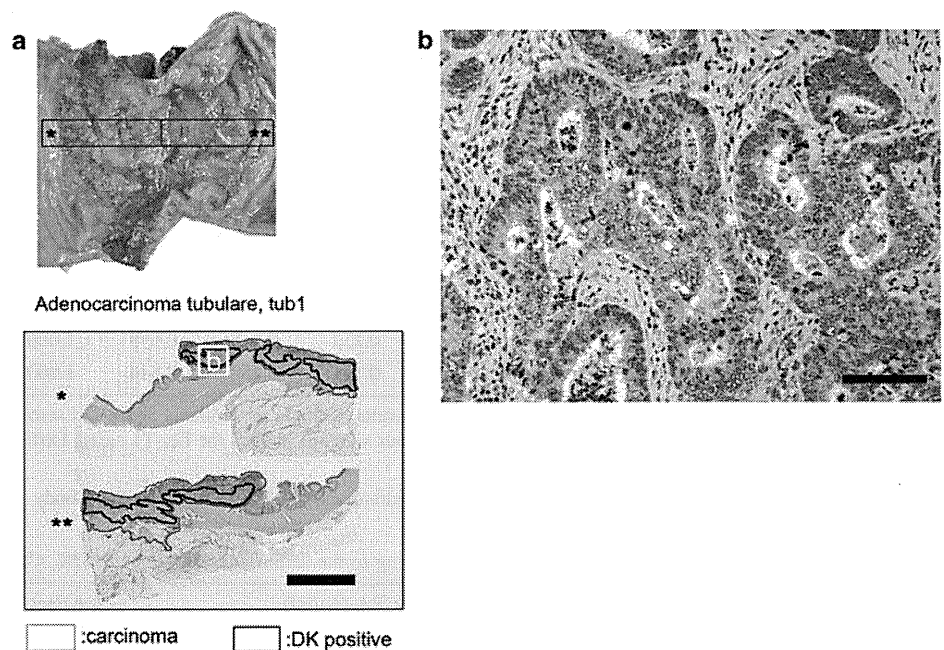 a
b
* **
Adenocarcinoma tubulare, tub1
b
*
**
:carcinoma :DK positive